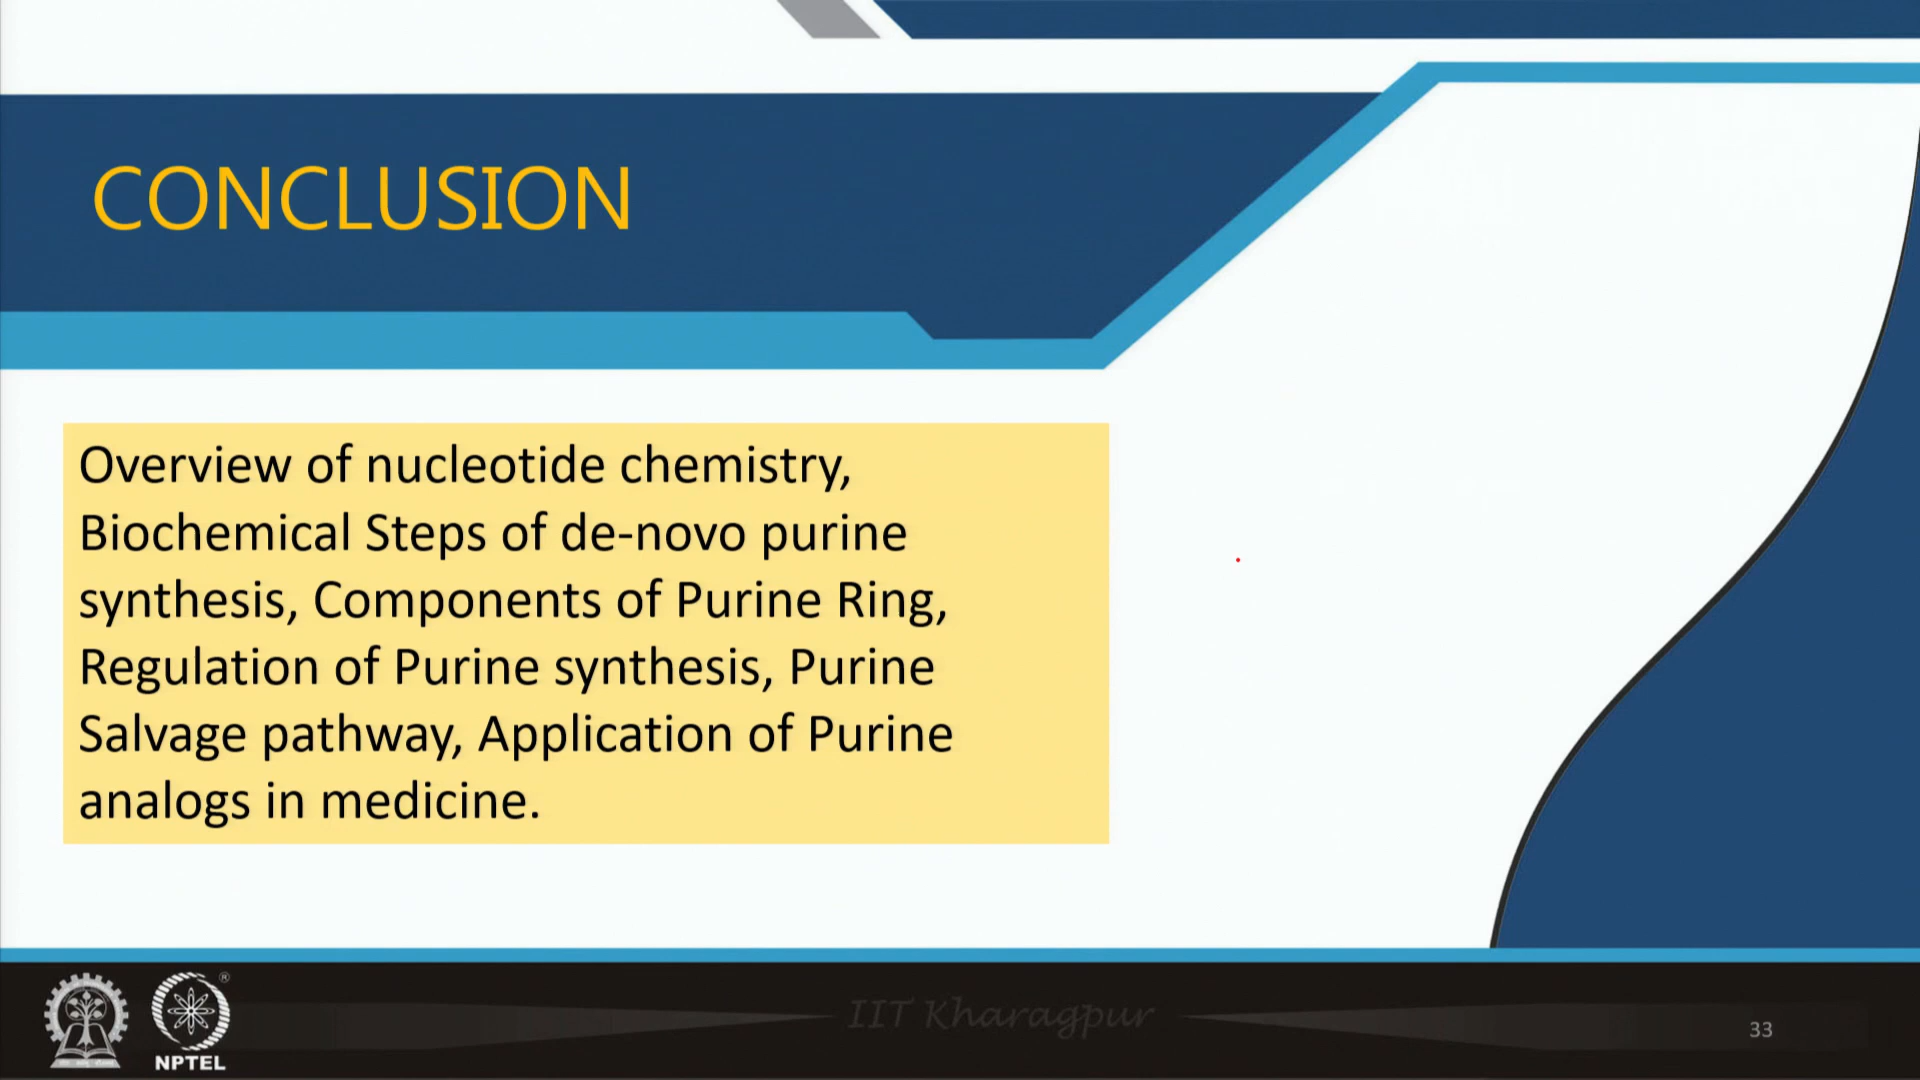 CONCLUSION
Overview of nucleotide chemistry,
Biochemical Steps of de-novo purine
synthesis, Components of Purine Ring,
Regulation of Purine synthesis, Purine
Salvage pathway, Application of Purine
analogs in medicine.
®
NPTEL
IIT Kharagpur
33